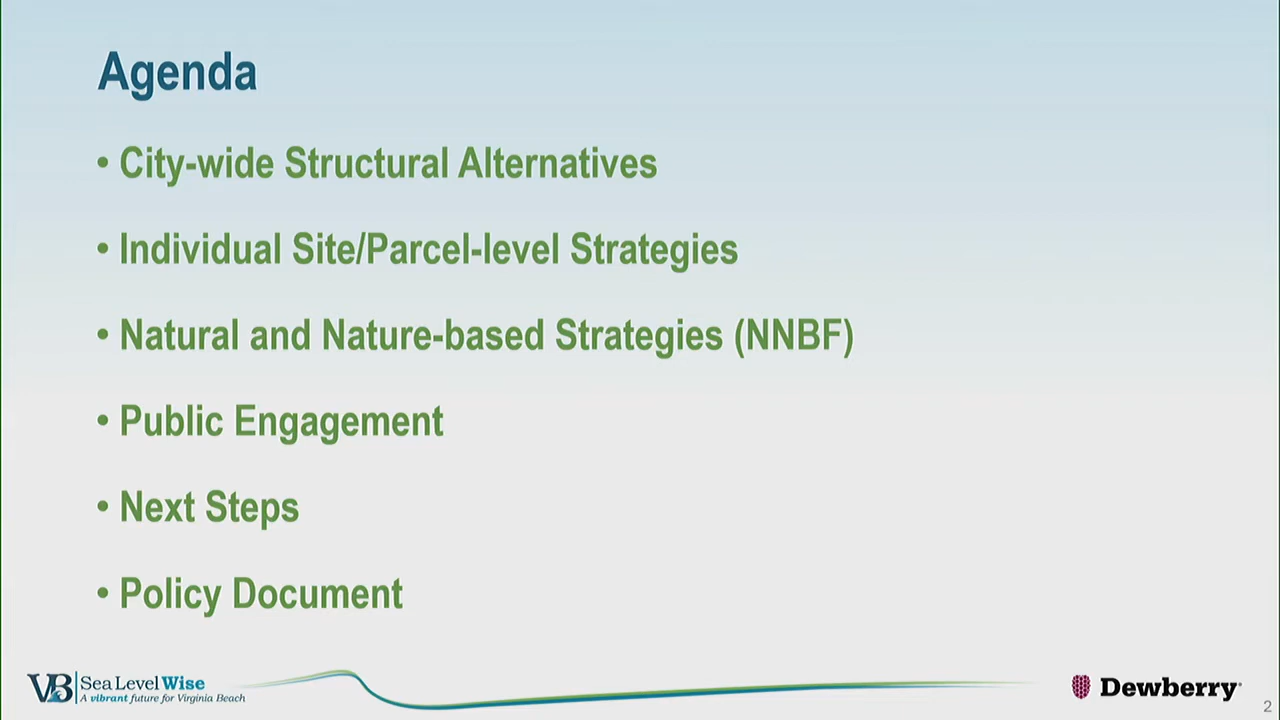 Agenda
• City-wide Structural Alternatives
• Individual Site/Parcel-level Strategies
• Natural and Nature-based Strategies (NNBF)
• Public Engagement
• Next Steps
• Policy Document
VB Sea Level Wise
A vibrant future for Virginia Beach
Dewberry
2